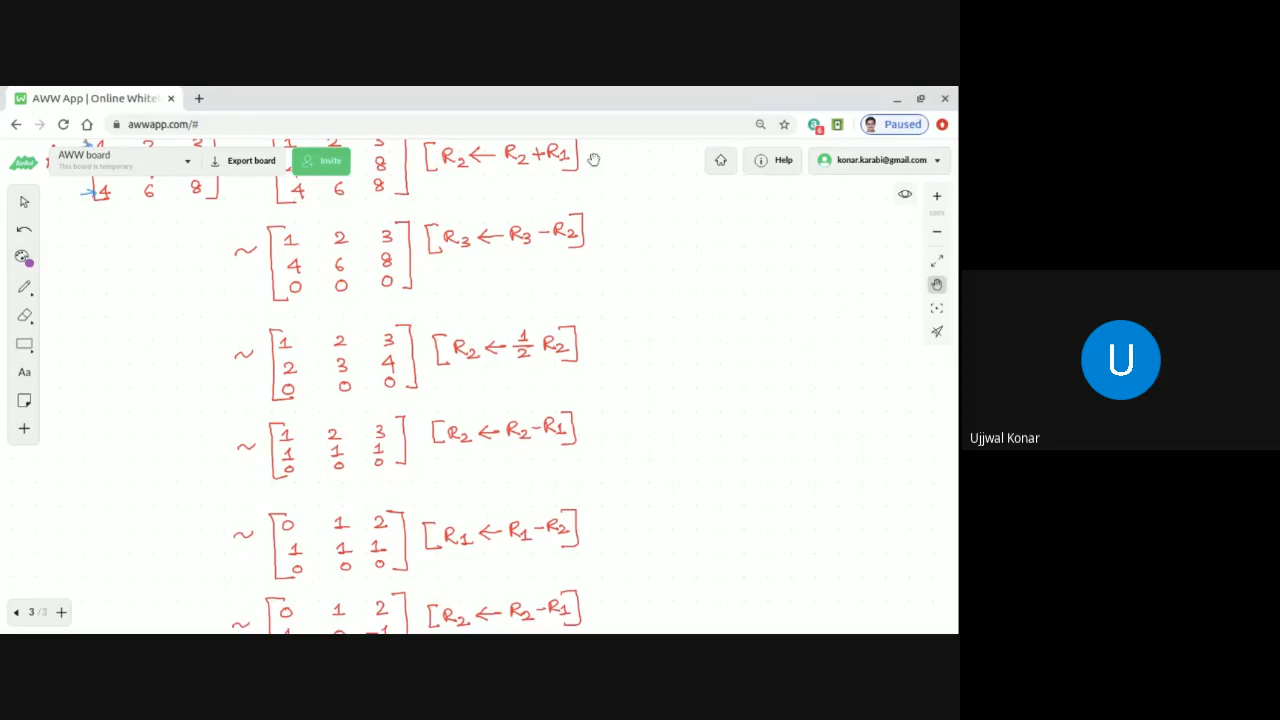 AWW App | Online White
awwapp.com/#
Paused
6
AWW board
This board is temporary
Export board
Invite
Help
konar.karabi@gmail.com
100%
Aa
4 6 8
8
4 6 8
[R2 ← R2+R1]
~ [1 2 3
4 6 8
0 0 0] [R3 ← R3 -R2]
~ [1 2 3
2 3 4
0 0 0] [R2 ← 1/2 R2]
~ [1 2 3
1 1 1
0 0 0] [R2 ← R2-R1]
~ [0 1 2
1 1 1
0 0 0] [R1 ← R1-R2]
~ [0 1 2 [R2 ← R2-R1]
3 / 3
U
Ujjwal Konar